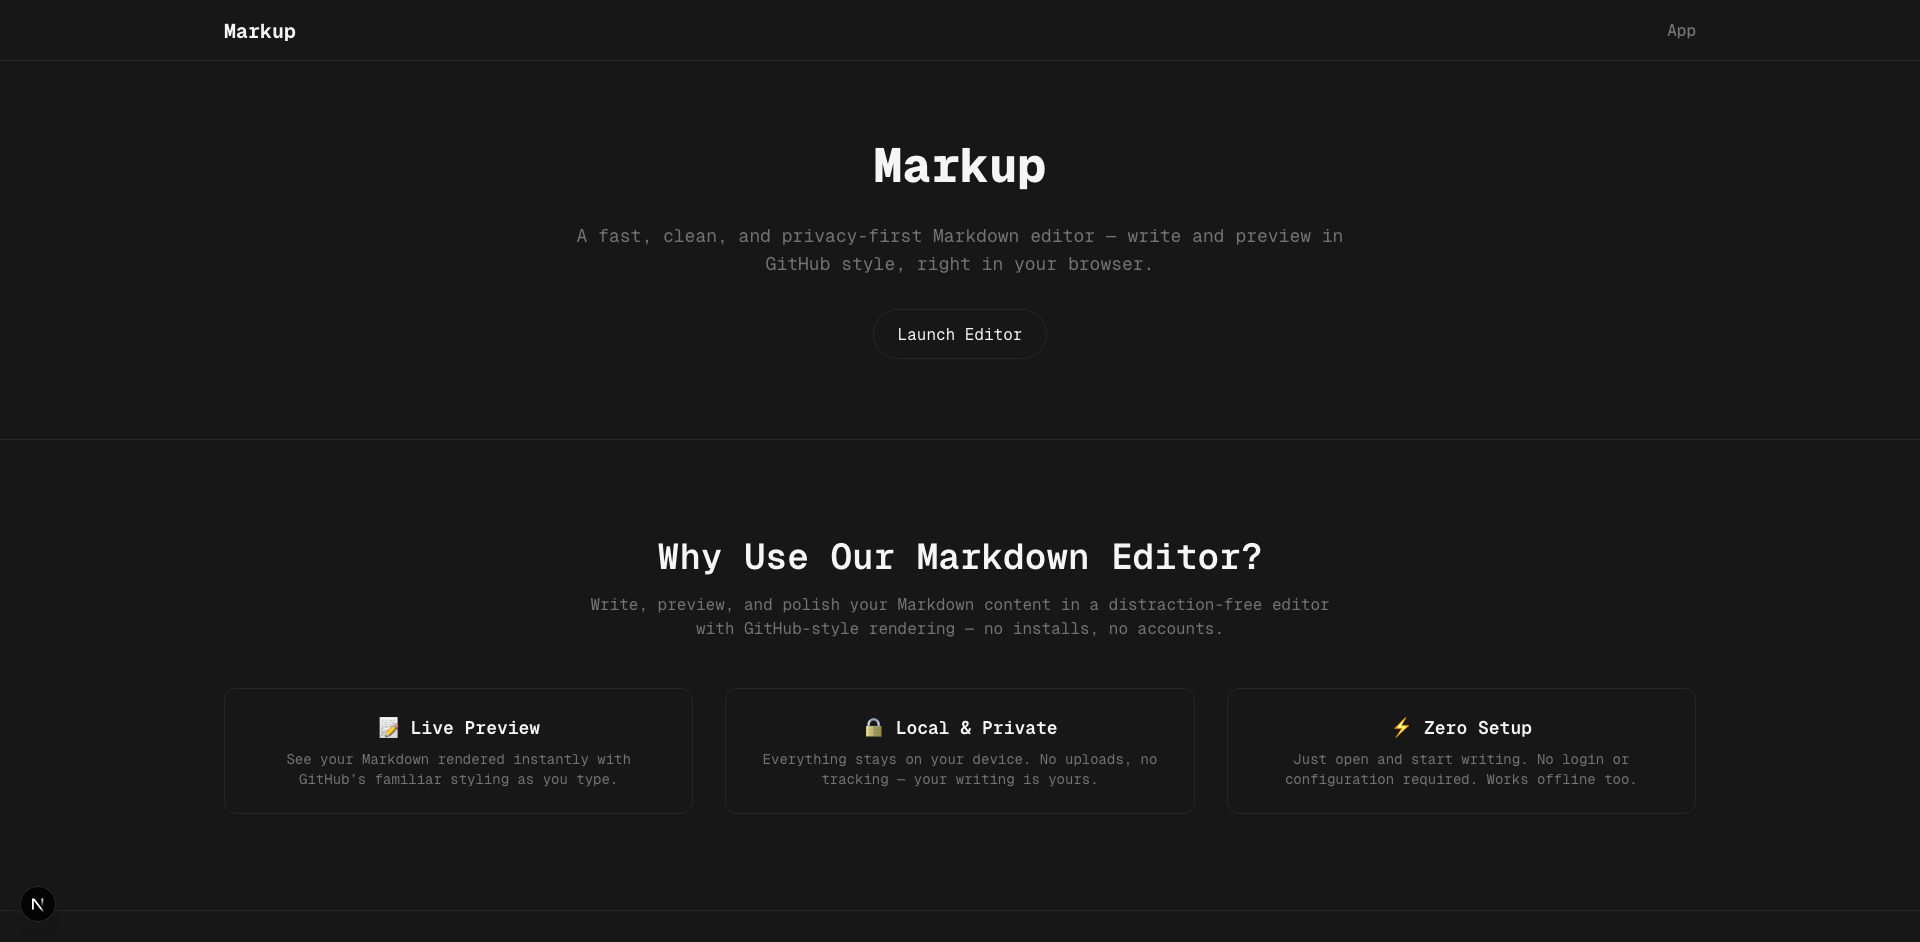 Markup
App
Markup
A fast, clean, and privacy-first Markdown editor — write and preview in
GitHub style, right in your browser.
Launch Editor
Why Use Our Markdown Editor?
Write, preview, and polish your Markdown content in a distraction-free editor
with GitHub-style rendering — no installs, no accounts.
📝 Live Preview
See your Markdown rendered instantly with
GitHub’s familiar styling as you type.
🔒 Local & Private
Everything stays on your device. No uploads, no
tracking — your writing is yours.
⚡ Zero Setup
Just open and start writing. No login or
configuration required. Works offline too.
N